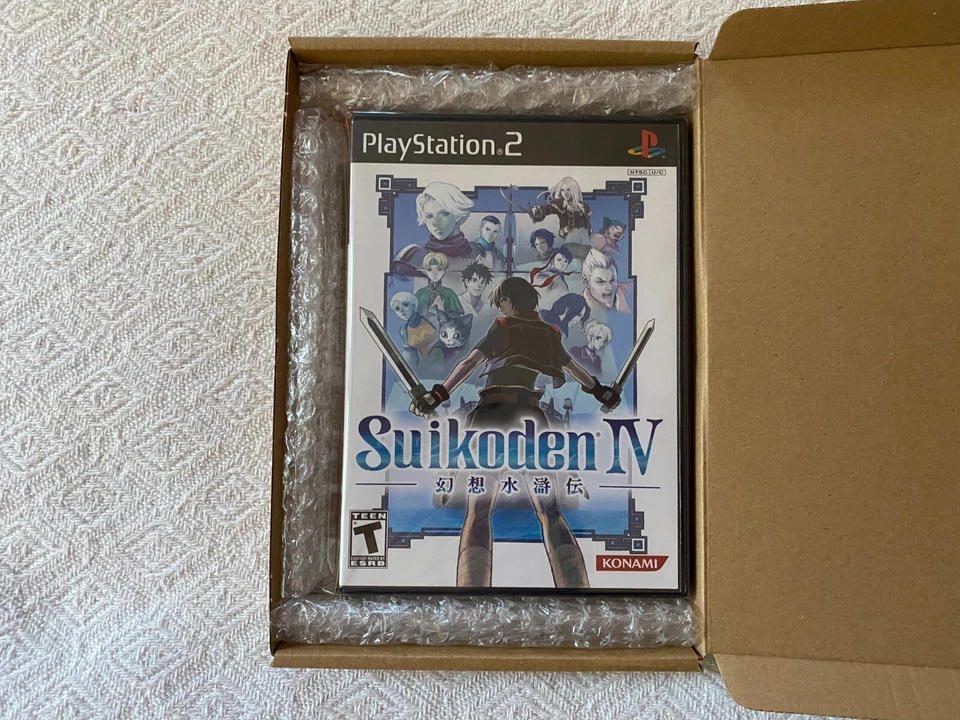 PlayStation®2
NTSC U/C
Suikoden® IV
幻想水滸伝
TEEN
T
CONTENT RATED BY
ESRB
KONAMI